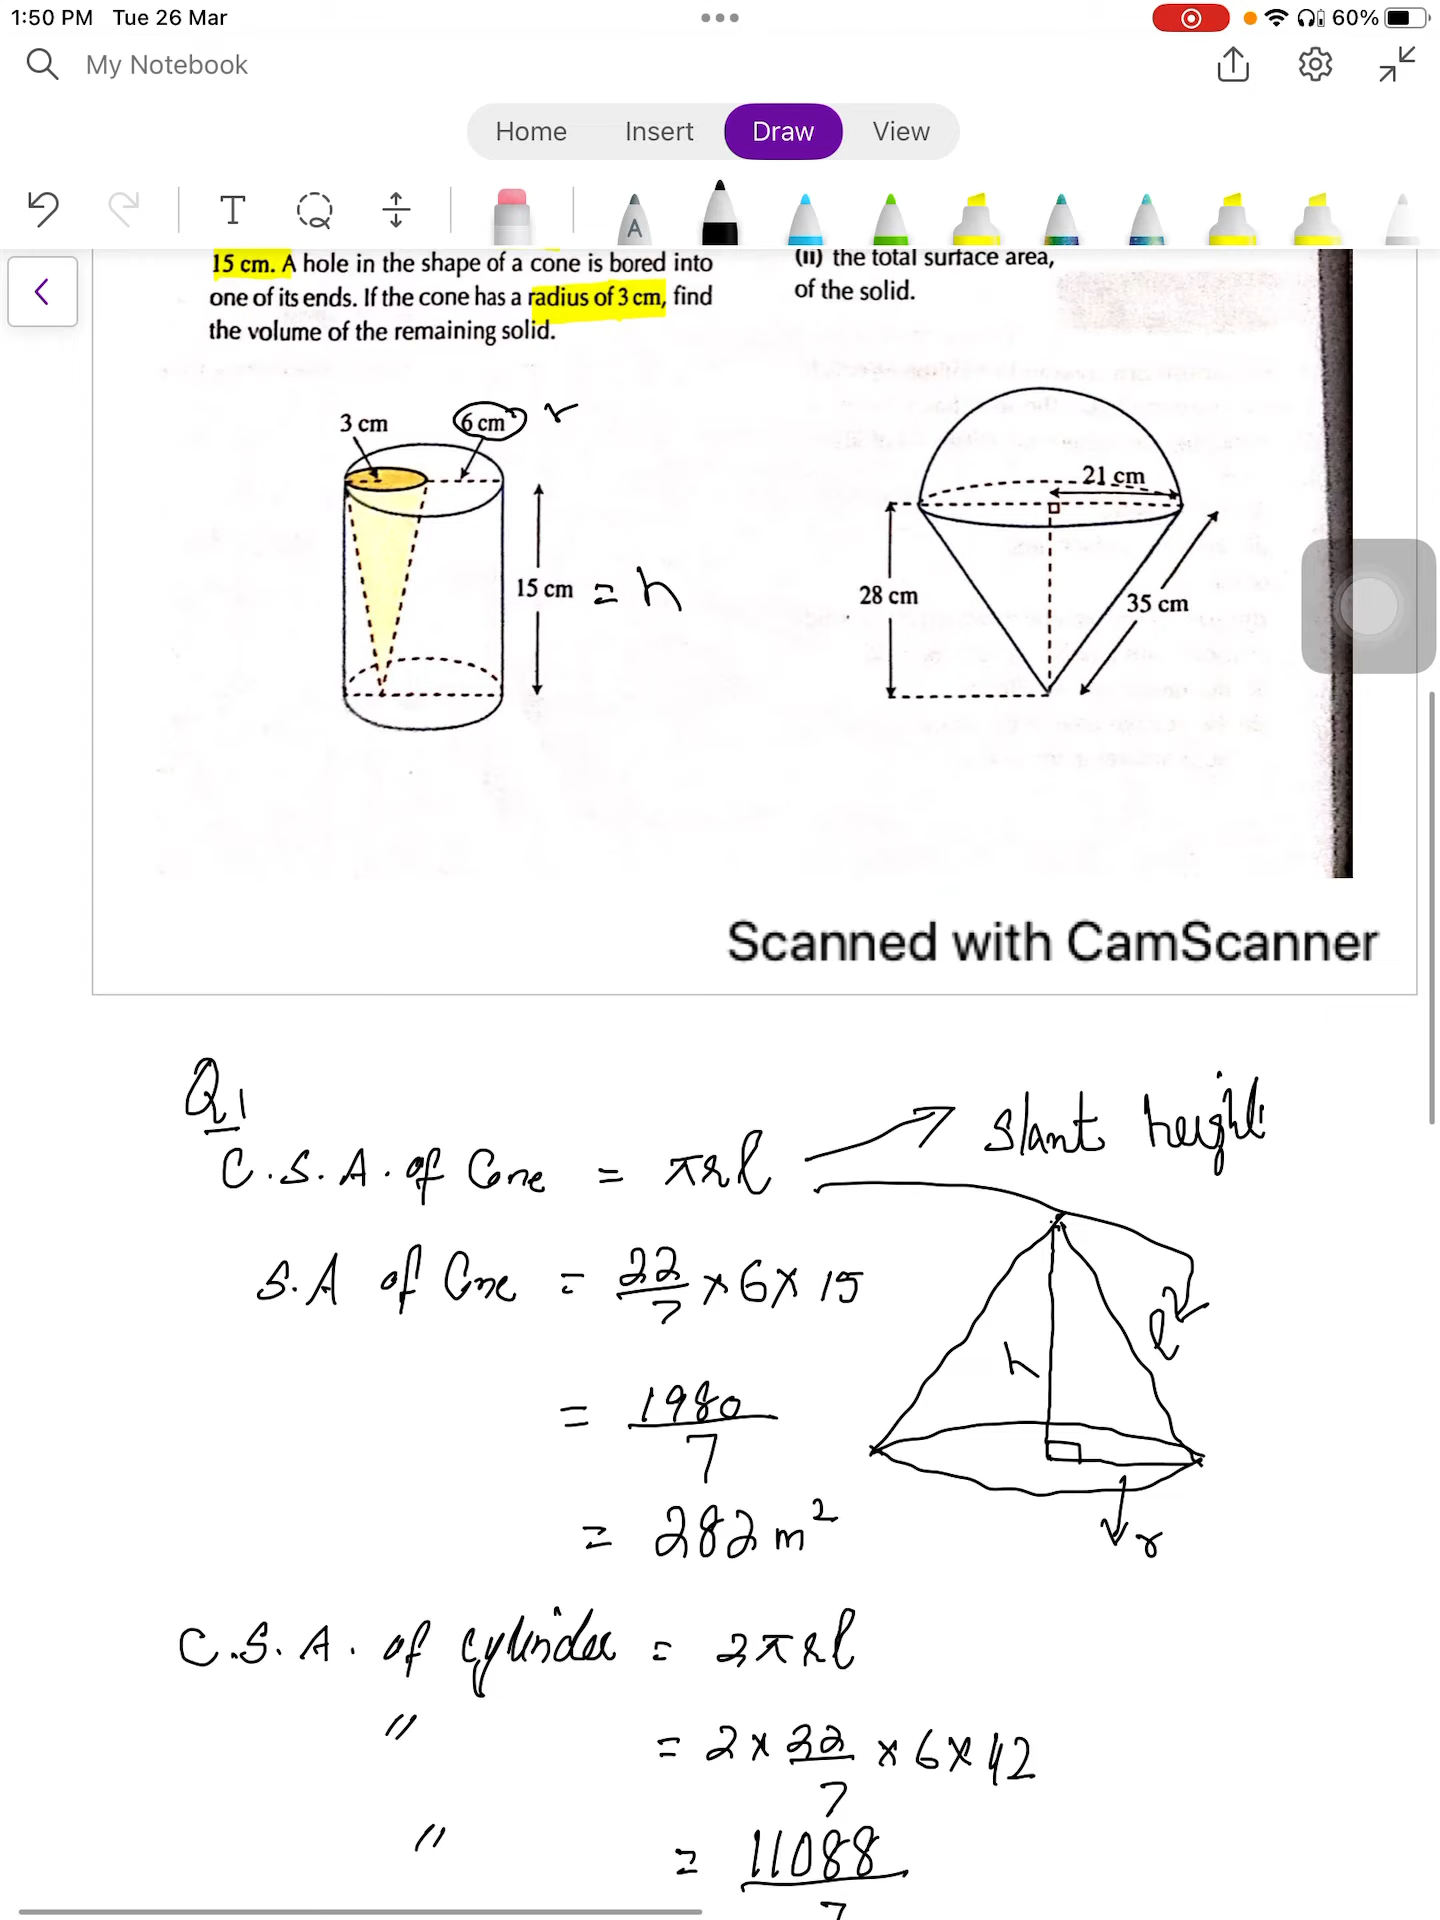 1:50 PM Tue 26 Mar
60%
My Notebook
Home Insert Draw View
T
A
15 cm. A hole in the shape of a cone is bored into
one of its ends. If the cone has a radius of 3 cm, find
the volume of the remaining solid.
(ii) the total surface area,
of the solid.
3 cm 6 cm r
15 cm = h
21 cm
28 cm
35 cm
Scanned with CamScanner
Q1
C.S.A. of Cone = πrl
slant height
S.A of Cone = 22/7 × 6 × 15
= 1980/7
= 282 m²
h
l
r
C.S.A. of cylinder = 2πrl
" = 2 × 22/7 × 6 × 42
" = 11088/7